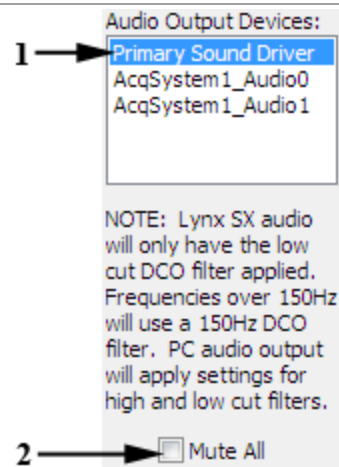 Audio Output Devices:
1
Primary Sound Driver
AcqSystem1_Audio0
AcqSystem1_Audio1
NOTE: Lynx SX audio
will only have the low
cut DCO filter applied.
Frequencies over 150Hz
will use a 150Hz DCO
filter. PC audio output
will apply settings for
high and low cut filters.
2
Mute All